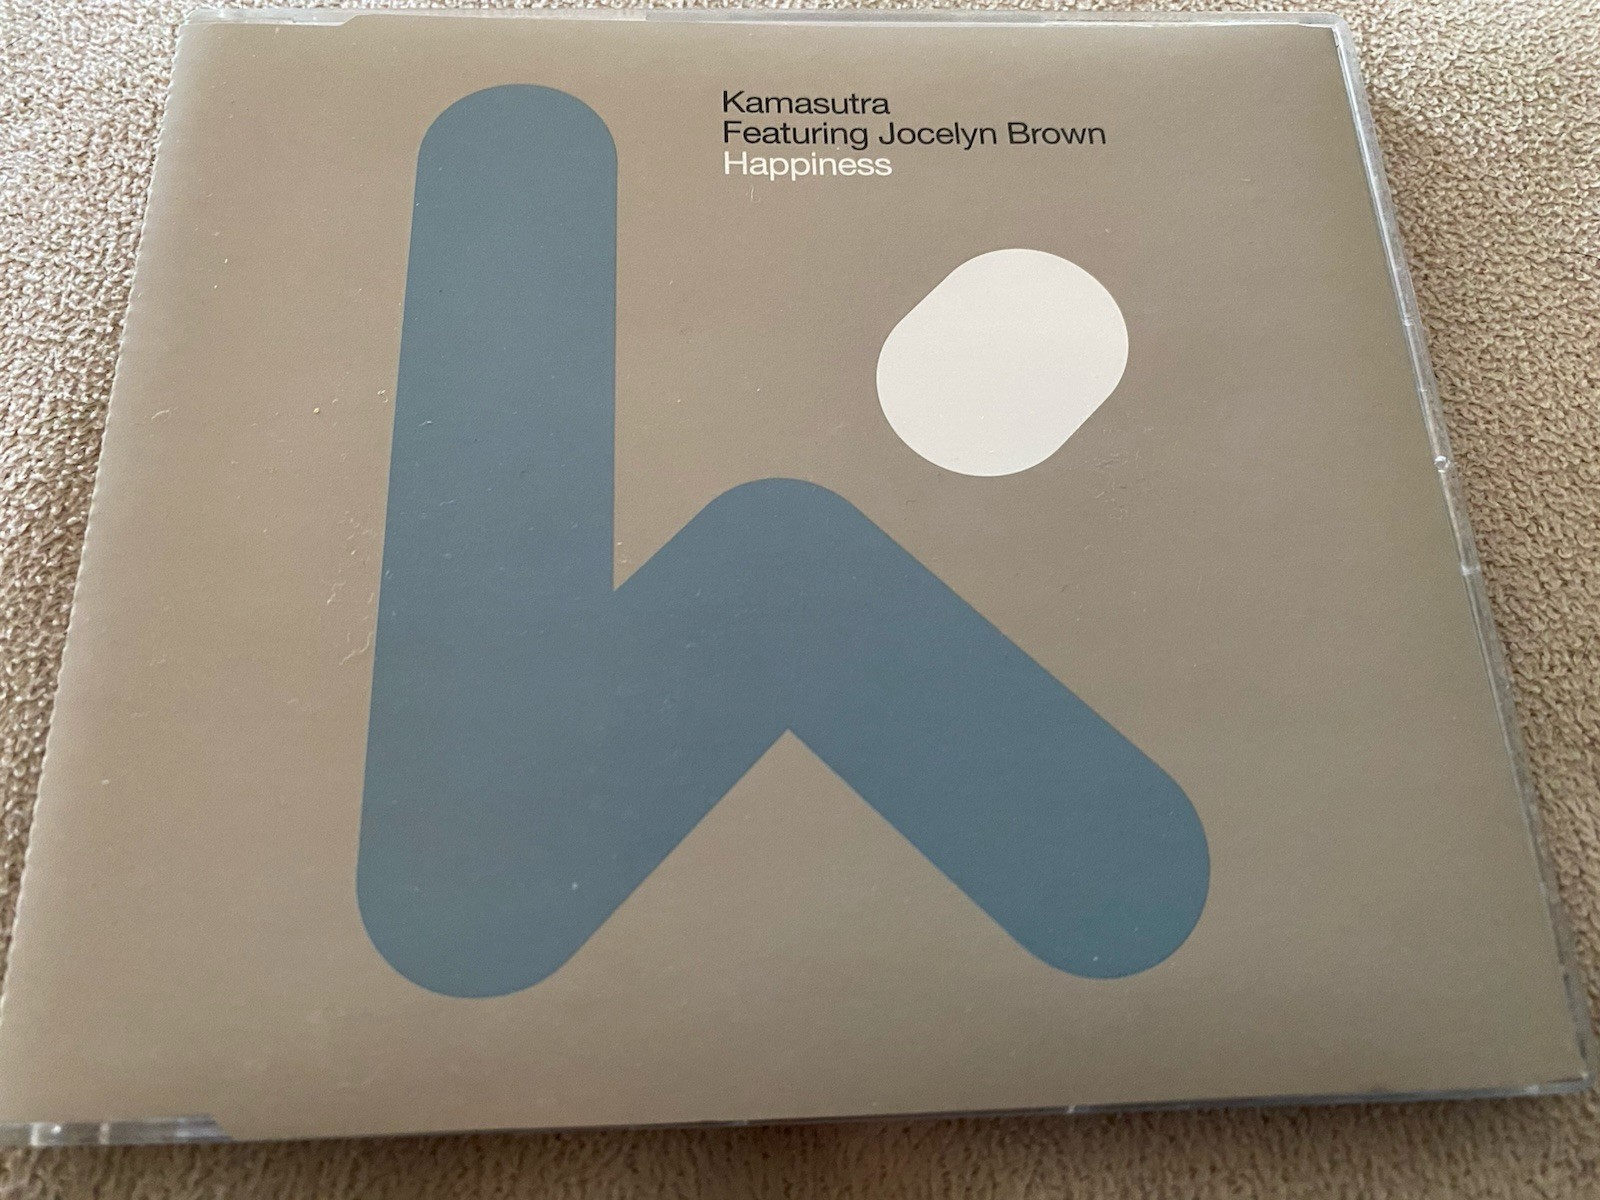 Kamasutra
Featuring Jocelyn Brown
Happiness